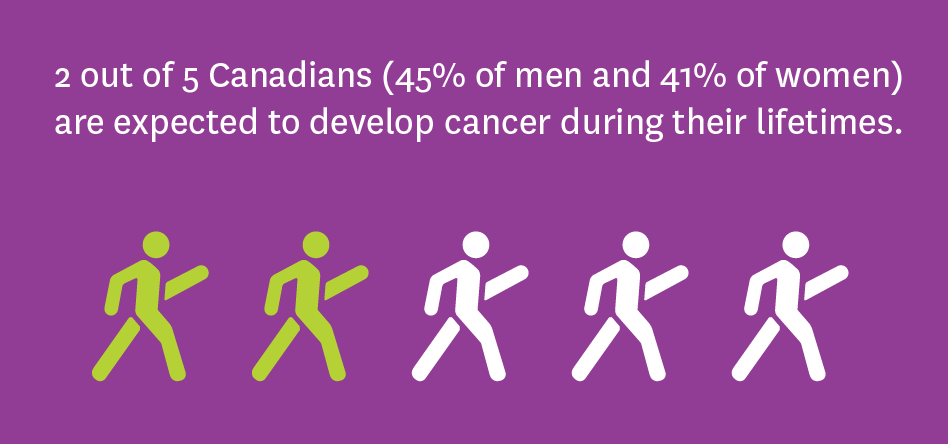 2 out of 5 Canadians (45% of men and 41% of women)
are expected to develop cancer during their lifetimes.